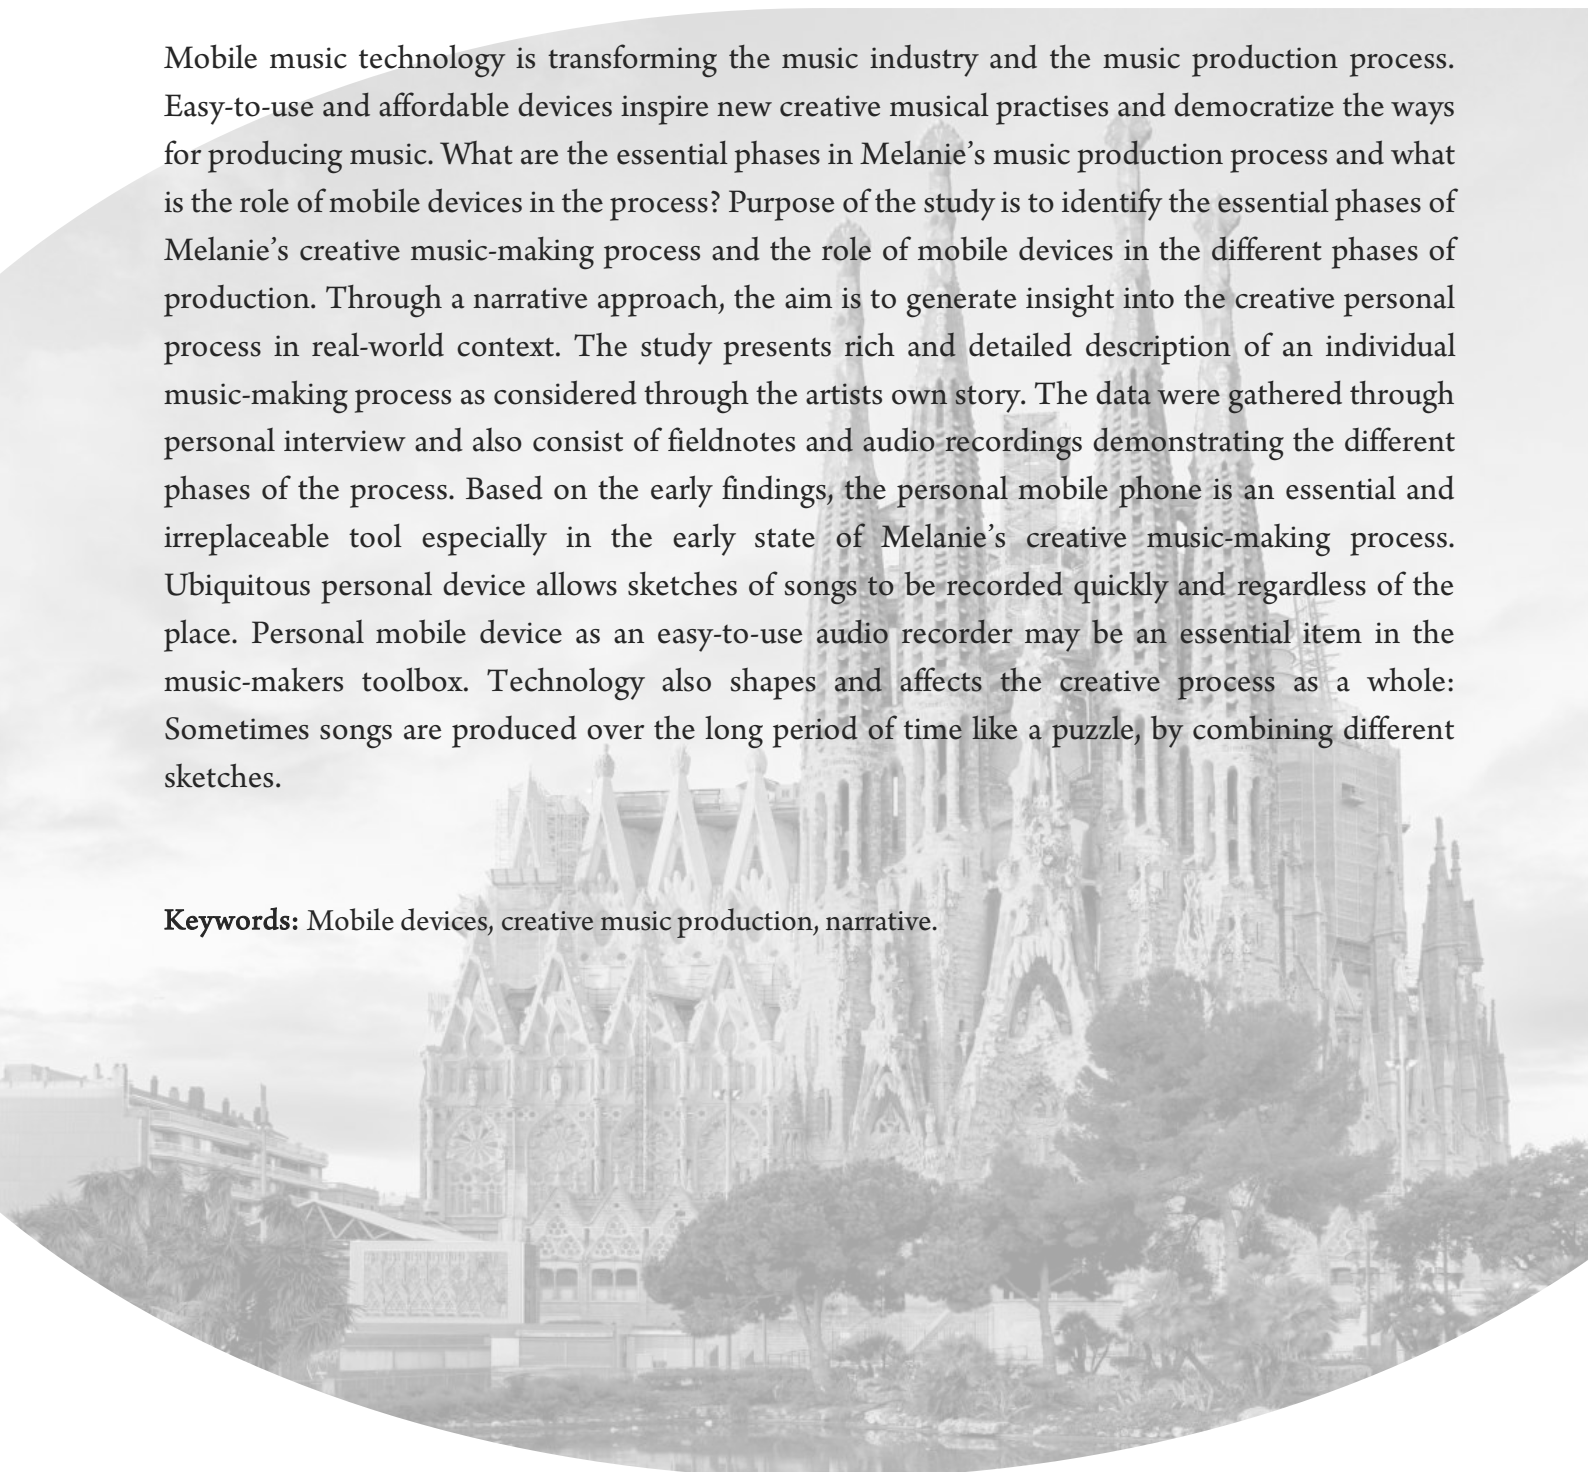 Mobile music technology is transforming the music industry and the music production process.
Easy-to-use and affordable devices inspire new creative musical practises and democratize the ways
for producing music. What are the essential phases in Melanie’s music production process and what
is the role of mobile devices in the process? Purpose of the study is to identify the essential phases of
Melanie’s creative music-making process and the role of mobile devices in the different phases of
production. Through a narrative approach, the aim is to generate insight into the creative personal
process in real-world context. The study presents rich and detailed description of an individual
music-making process as considered through the artists own story. The data were gathered through
personal interview and also consist of fieldnotes and audio recordings demonstrating the different
phases of the process. Based on the early findings, the personal mobile phone is an essential and
irreplaceable tool especially in the early state of Melanie’s creative music-making process.
Ubiquitous personal device allows sketches of songs to be recorded quickly and regardless of the
place. Personal mobile device as an easy-to-use audio recorder may be an essential item in the
music-makers toolbox. Technology also shapes and affects the creative process as a whole:
Sometimes songs are produced over the long period of time like a puzzle, by combining different
sketches.
Keywords: Mobile devices, creative music production, narrative.